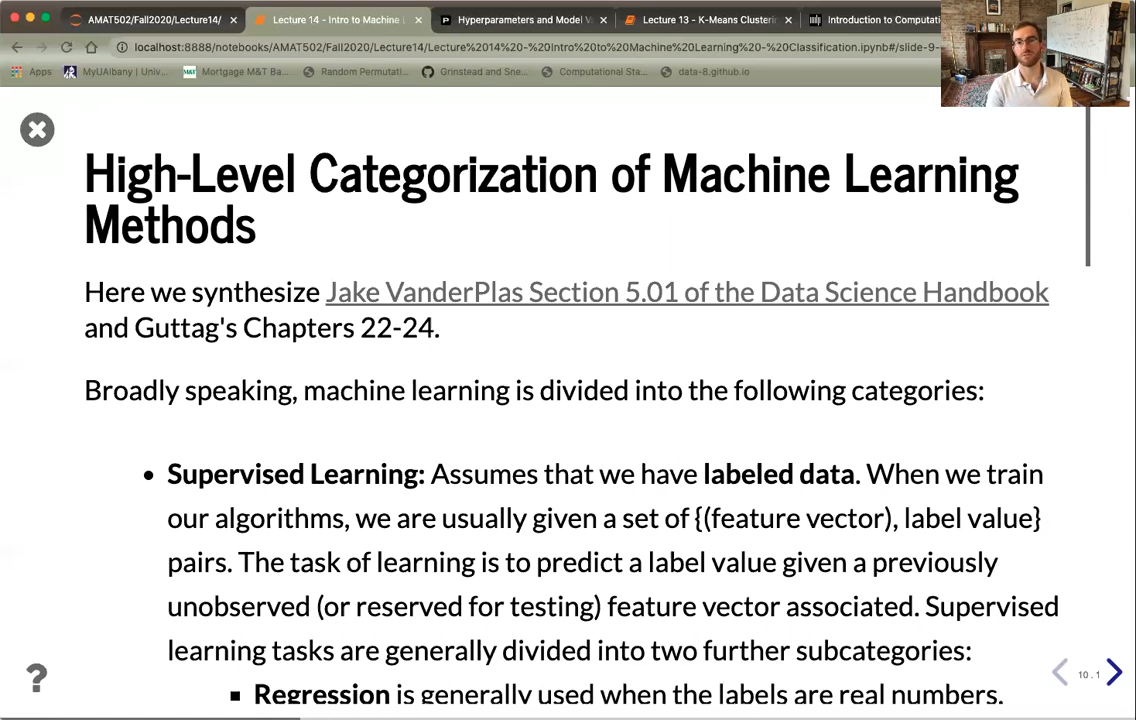 AMAT502/Fall2020/Lecture14/
Lecture 14 - Intro to Machine L
Hyperparameters and Model V
Lecture 13 - K-Means Clusterin
Introduction to Computati
localhost:8888/notebooks/AMAT502/Fall2020/Lecture14/Lecture%2014%20-%20Intro%20to%20Machine%20Learning%20-%20Classification.ipynb#/slide-9-
Apps
MyUAlbany | Univ...
M&T
Mortgage M&T Ba...
Random Permutati...
Grinstead and Sne...
Computational Sta...
data-8.github.io
High-Level Categorization of Machine Learning
Methods
Here we synthesize Jake VanderPlas Section 5.01 of the Data Science Handbook
and Guttag's Chapters 22-24.
Broadly speaking, machine learning is divided into the following categories:
• Supervised Learning: Assumes that we have labeled data. When we train
our algorithms, we are usually given a set of {(feature vector), label value}
pairs. The task of learning is to predict a label value given a previously
unobserved (or reserved for testing) feature vector associated. Supervised
learning tasks are generally divided into two further subcategories:
▪ Regression is generally used when the labels are real numbers.
?
10 . 1